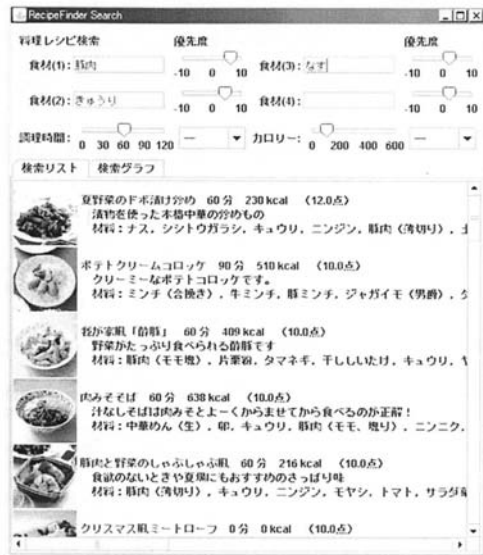 RecipeFinder Search
料理レシピ検索 優先度 優先度
食材(1): 豚肉 -10 0 10 食材(3): なす -10 0 10
食材(2): きゅうり -10 0 10 食材(4): -10 0 10
調理時間: 0 30 60 90 120 --- カロリー: 0 200 400 600 ---
検索リスト 検索グラフ
夏野菜のドボ漬け炒め 60分 230 kcal (12.0点)
漬物を使った本格中華の炒めもの
材料：ナス，シシトウガラシ，キュウリ，ニンジン，豚肉（薄切り），
ポテトクリームコロッケ 90分 510 kcal (10.0点)
クリーミーなポテトコロッケです。
材料：ミンチ（合挽き），牛ミンチ，豚ミンチ，ジャガイモ（男爵），
我が家風「酢豚」 60分 409 kcal (10.0点)
野菜がたっぷり食べられる酢豚です
材料：豚肉（モモ塊），片栗粉，タマネギ，干ししいたけ，キュウリ，
肉みそそば 60分 638 kcal (10.0点)
汁なしそばは肉みそとよーくからませてから食べるのが正解！
材料：中華めん（生），卵，キュウリ，豚肉（モモ、塊り），ニンニク，
豚肉と野菜のしゃぶしゃぶ風 60分 216 kcal (10.0点)
食欲のないときや夏場にもおすすめのさっぱり味
材料：豚肉（薄切り），キュウリ，ニンジン，モヤシ，トマト，サラダ菜
クリスマス風ミートローフ 0分 0 kcal (10.0点)